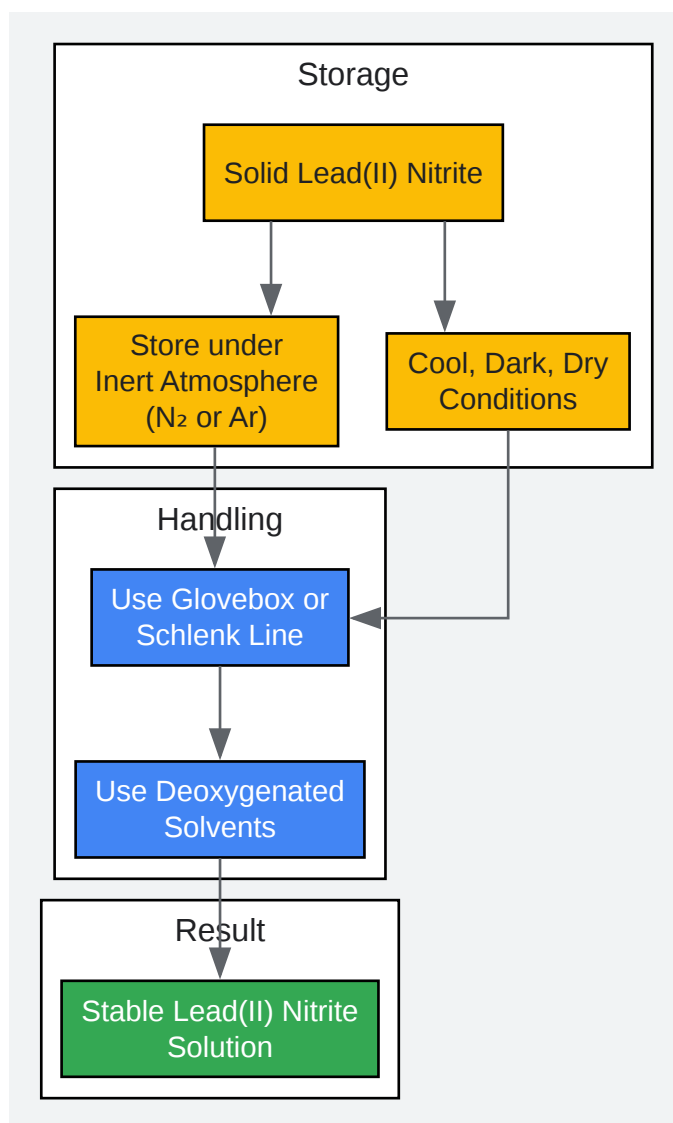 Storage
Solid Lead(II) Nitrite
Store under
Inert Atmosphere
(N₂ or Ar)
Cool, Dark, Dry
Conditions
Handling
Use Glovebox or
Schlenk Line
Use Deoxygenated
Solvents
Result
Stable Lead(II) Nitrite
Solution